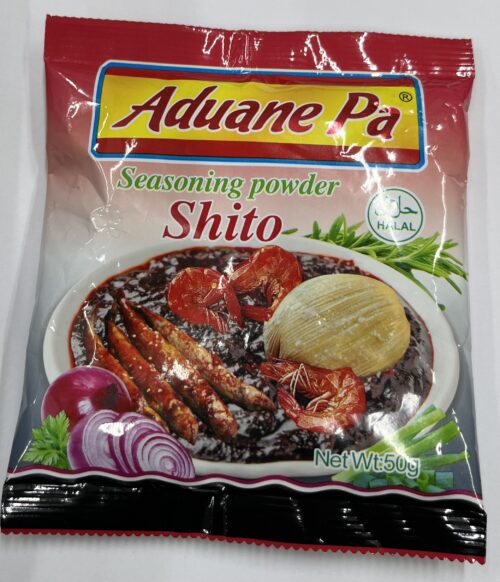 Aduane Pa®
Seasoning powder
Shito
حلال
HALAL
Net Wt:50g